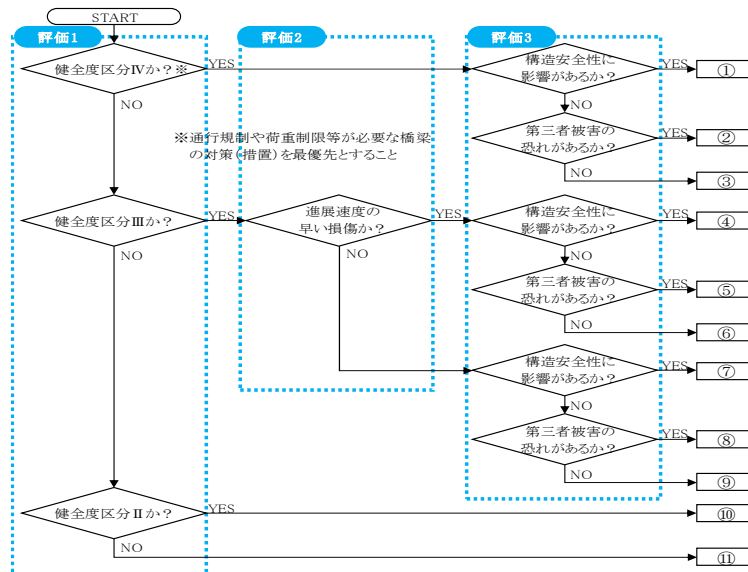 START
評価1
評価2
評価3
健全度区分Ⅳか？※
YES
構造安全性に
影響があるか？
YES
①
NO
NO
※通行規制や荷重制限等が必要な橋梁
の対策（措置）を最優先とすること
第三者被害の
恐れがあるか？
YES
②
NO
③
健全度区分Ⅲか？
YES
進展速度の
早い損傷か？
YES
構造安全性に
影響があるか？
YES
④
NO
NO
NO
第三者被害の
恐れがあるか？
YES
⑤
NO
⑥
構造安全性に
影響があるか？
YES
⑦
NO
第三者被害の
恐れがあるか？
YES
⑧
NO
⑨
健全度区分Ⅱか？
YES
⑩
NO
⑪